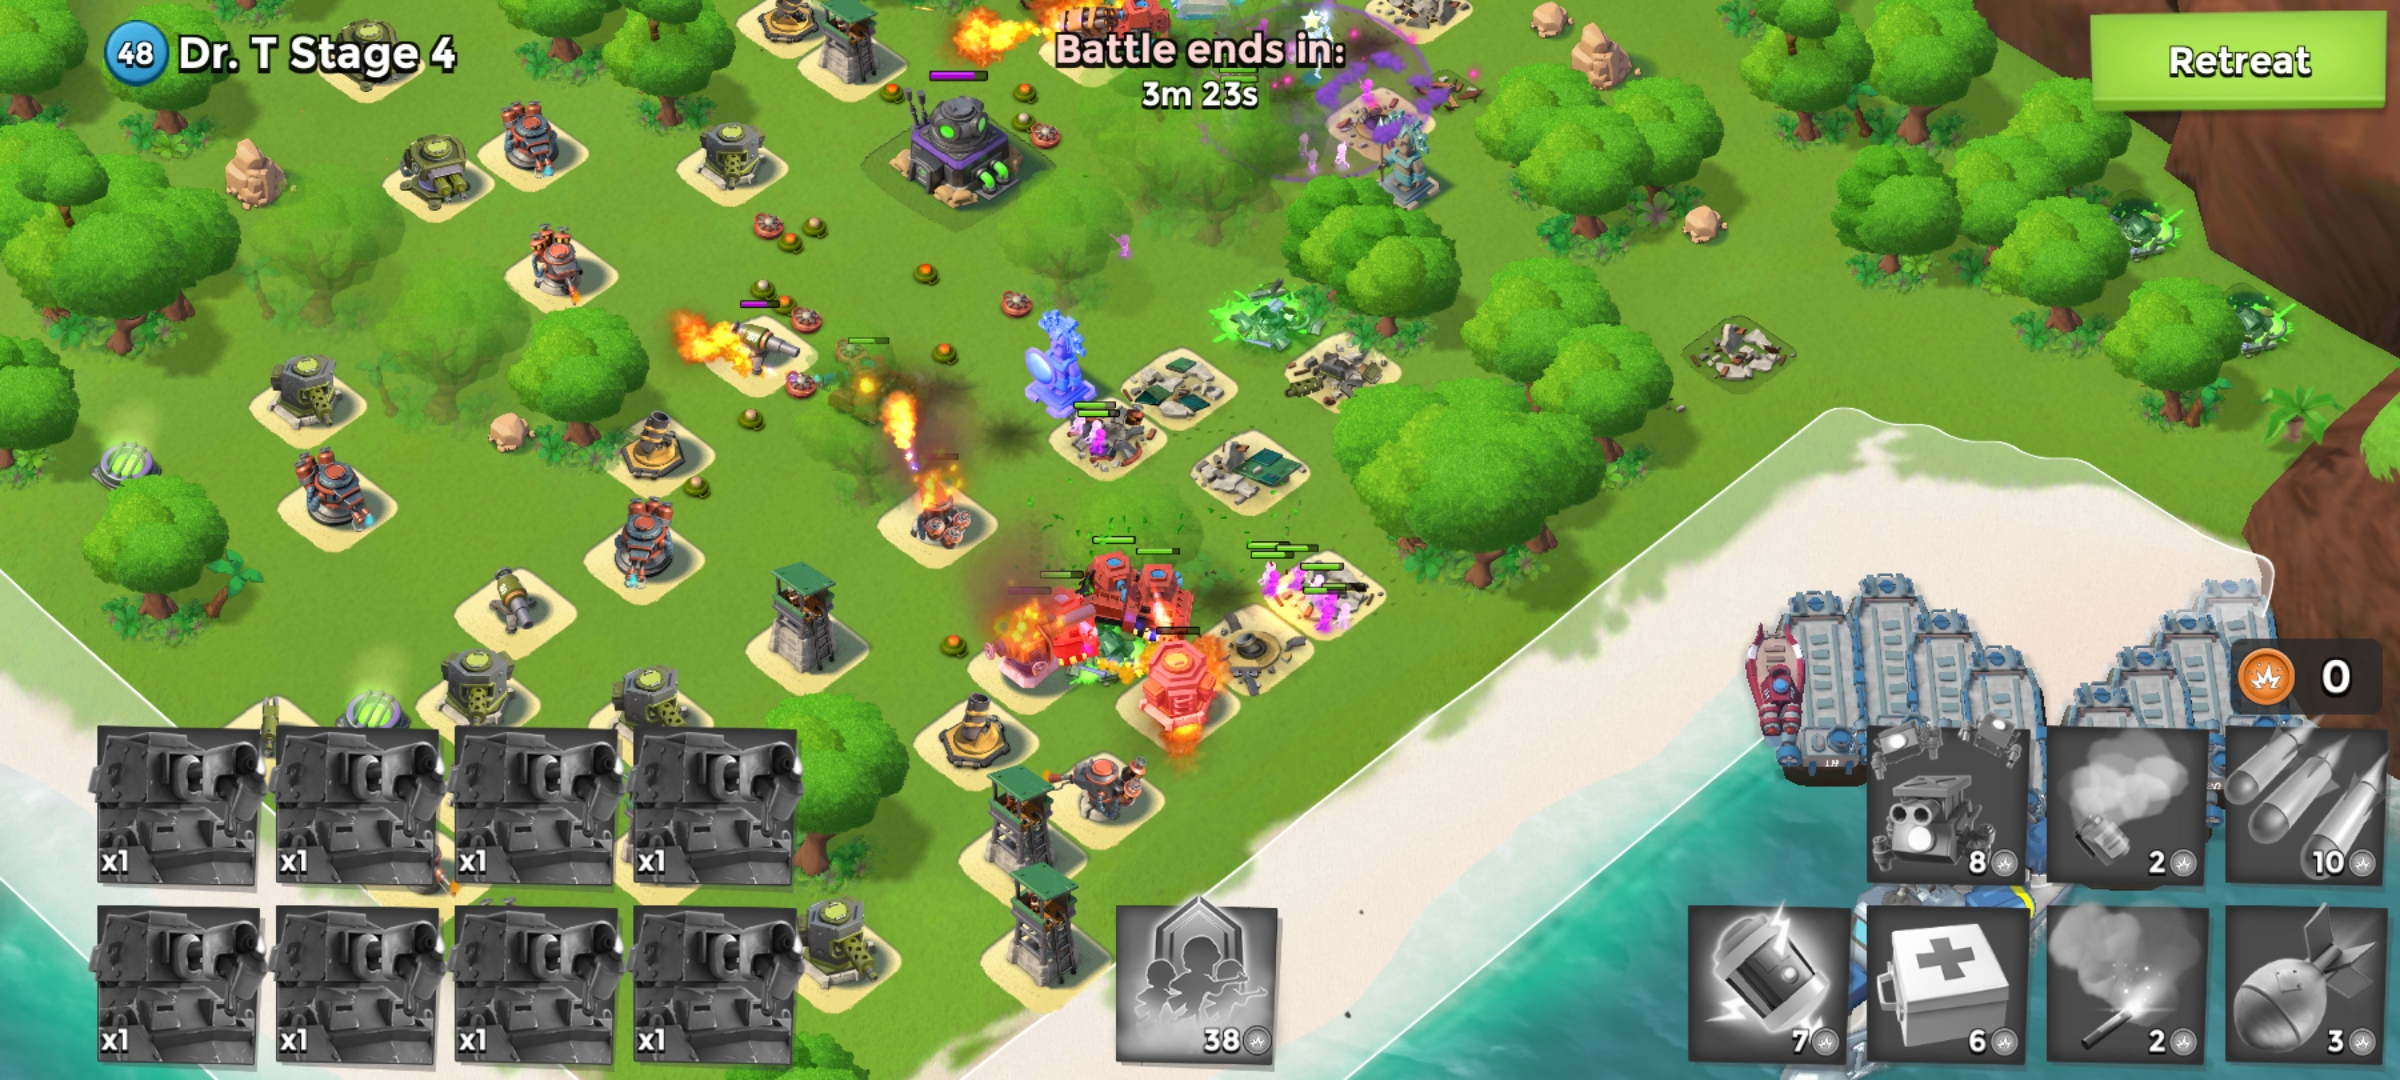 48 Dr. T Stage 4
Battle ends in:
3m 23s
Retreat
0
x1 x1 x1 x1
8 2 10
x1 x1 x1 x1
38
7 6 2 3